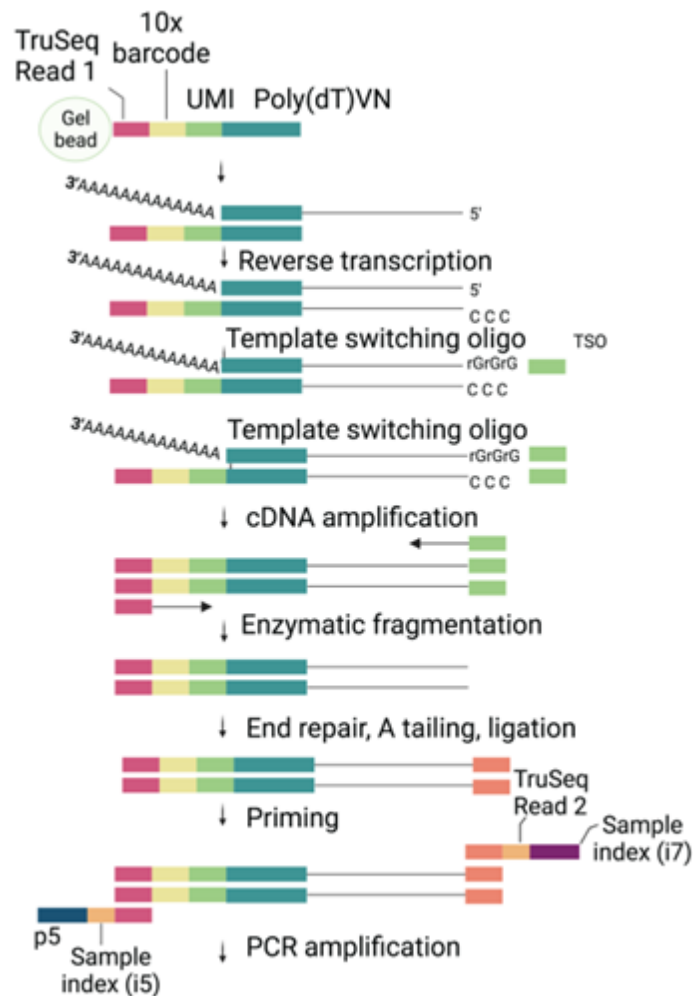 TruSeq
Read 1
10x
barcode
UMI Poly(dT)VN
Gel
bead
3'AAAAAAAAAAAAA
5'
Reverse transcription
3'AAAAAAAAAAAAA
5'
C C C
Template switching oligo
TSO
3'AAAAAAAAAAAAA
rGrGrG
C C C
Template switching oligo
3'AAAAAAAAAAAAA
rGrGrG
C C C
cDNA amplification
Enzymatic fragmentation
End repair, A tailing, ligation
TruSeq
Read 2
Priming
Sample
index (i7)
p5
Sample
index (i5)
PCR amplification